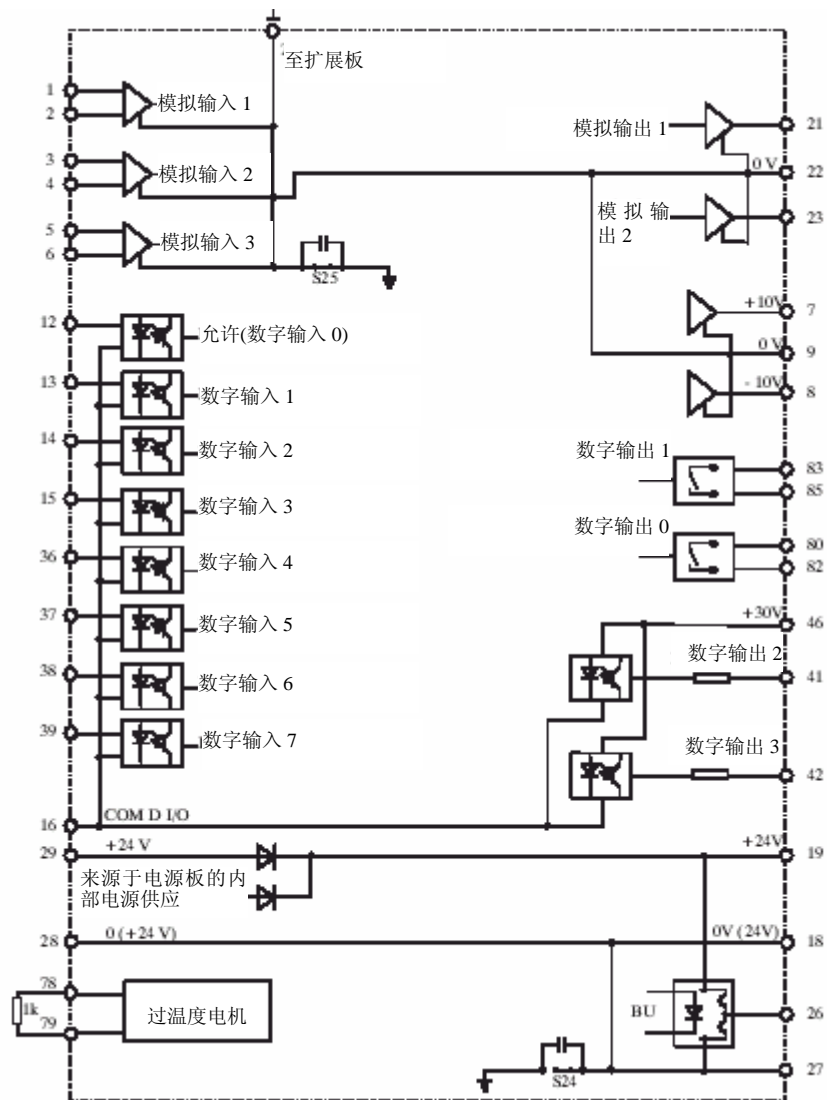 至扩展板
1
模拟输入 1
2
模拟输出 1
21
3
模拟输入 2
4
0 V
22
5
模拟输入 3
6
模 拟 输
出 2
23
S25
+10V
7
12
允许(数字输入 0)
0 V
9
13
数字输入 1
- 10V
8
14
数字输入 2
数字输出 1
83
85
15
数字输入 3
数字输出 0
80
82
36
数字输入 4
37
数字输入 5
+30V
46
38
数字输入 6
数字输出 2
41
39
数字输入 7
数字输出 3
42
16
COM D I/O
29
+24 V
+24V
19
来源于电源板的内
部电源供应
28
0 (+24 V)
0V (24V)
18
78
1k
过温度电机
79
BU
26
S24
27